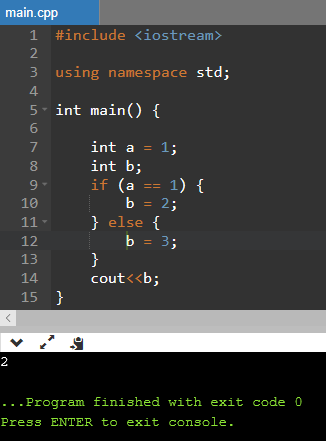 main.cpp
1 #include <iostream>
2
3 using namespace std;
4
5 int main() {
6
7     int a = 1;
8     int b;
9     if (a == 1) {
10         b = 2;
11     } else {
12         b = 3;
13     }
14     cout<<b;
15 }
2
...Program finished with exit code 0
Press ENTER to exit console.